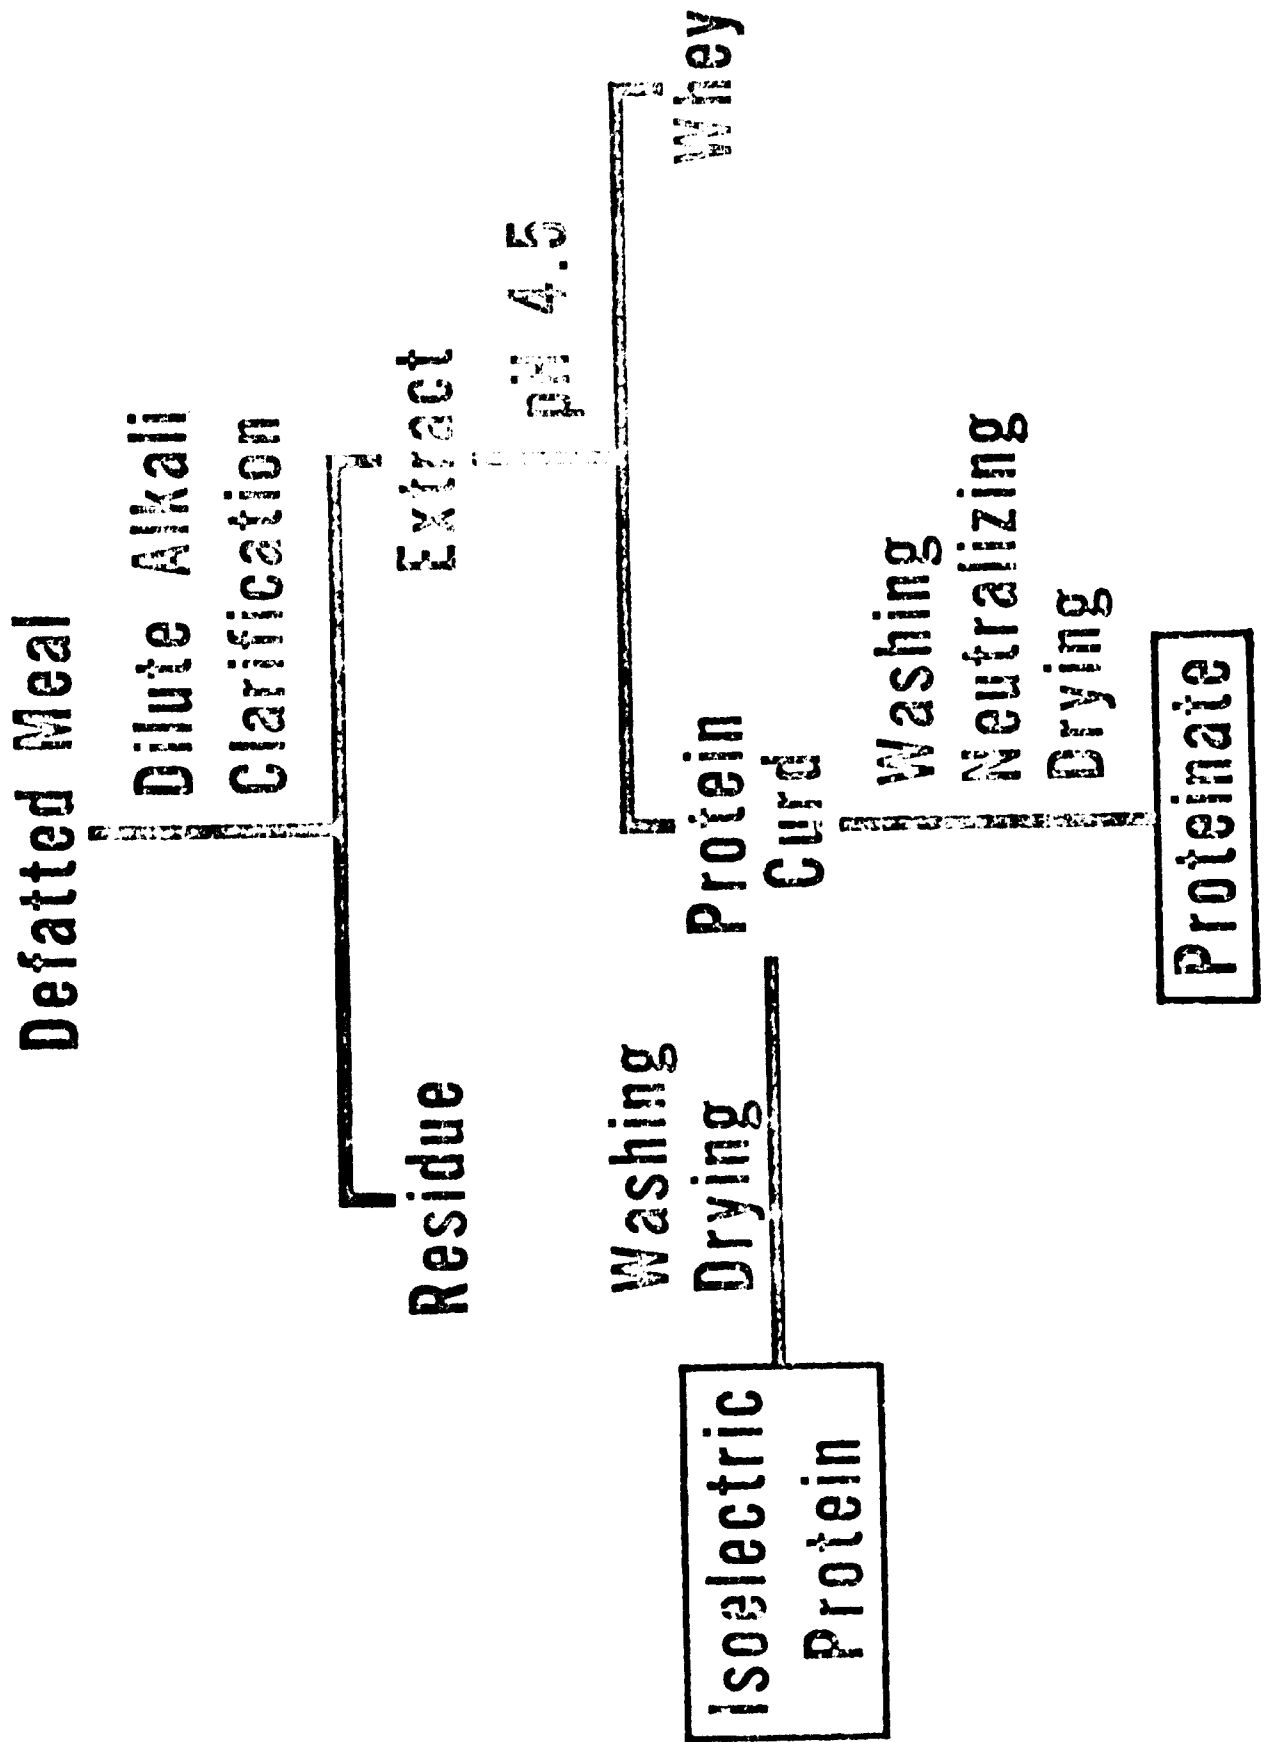 Defatted Meal
Dilute Alkali
Clarification
Residue
Extract
pH 4.5
Protein
Curd
Whey
Washing
Drying
Isoelectric
Protein
Washing
Neutralizing
Drying
Proteinate